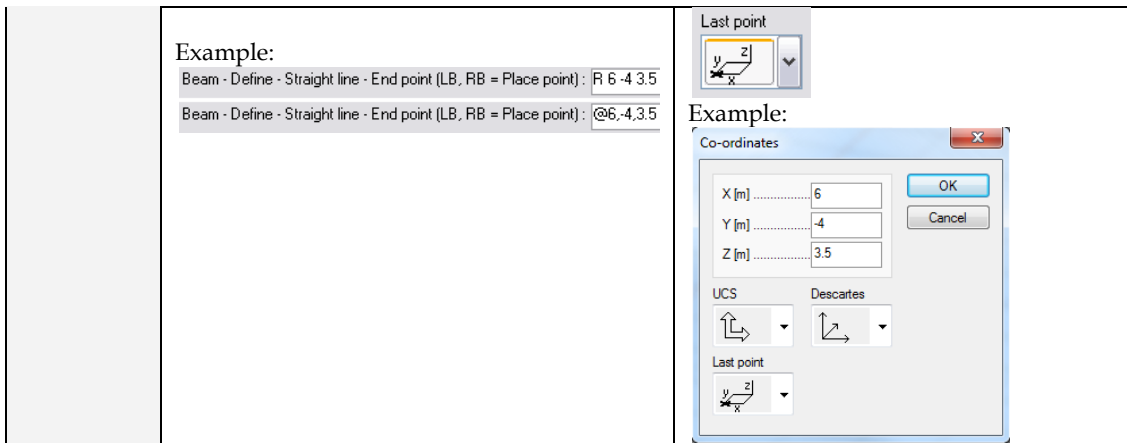 Example:
Beam - Define - Straight line - End point (LB, RB = Place point) : R 6 -4 3.5
Beam - Define - Straight line - End point (LB, RB = Place point) : @6,-4,3.5
Last point
y z
x
Example:
Co-ordinates
X [m] ................ 6
Y [m] ................ -4
Z [m] ................ 3.5
OK
Cancel
UCS
Descartes
Last point
y z
x